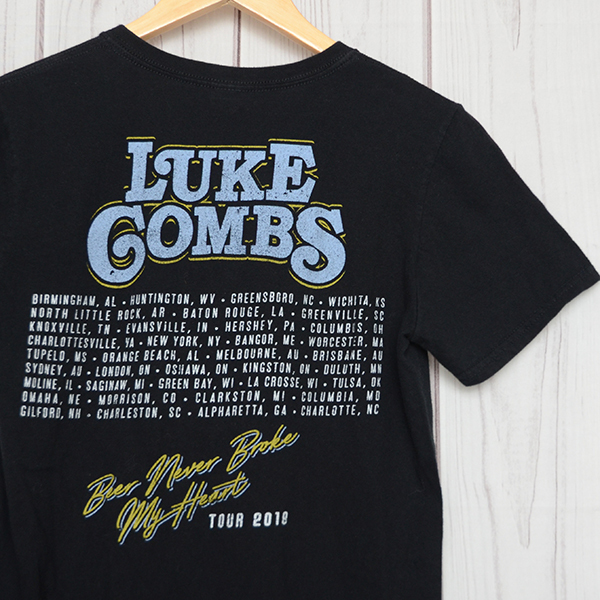 LUKE
COMBS
BIRMINGHAM, AL • HUNTINGTON, WV • GREENSBORO, NC • WICHITA, KS
NORTH LITTLE ROCK, AR • BATON ROUGE, LA • GREENVILLE, SC
KNOXVILLE, TN • EVANSVILLE, IN • HERSHEY, PA • COLUMBUS, OH
CHARLOTTESVILLE, VA • NEW YORK, NY • BANGOR, ME • WORCESTER, MA
TUPELO, MS • ORANGE BEACH, AL • MELBOURNE, AU • BRISBANE, AU
SYDNEY, AU • LONDON, ON • OSHAWA, ON • KINGSTON, ON • DULUTH, MN
MOLINE, IL • SAGINAW, MI • GREEN BAY, WI • LA CROSSE, WI • TULSA, OK
OMAHA, NE • MORRISON, CO • CLARKSTON, MI • COLUMBIA, MO
GILFORD, NH • CHARLESTON, SC • ALPHARETTA, GA • CHARLOTTE, NC
Beer Never Broke
My Heart TOUR 2019